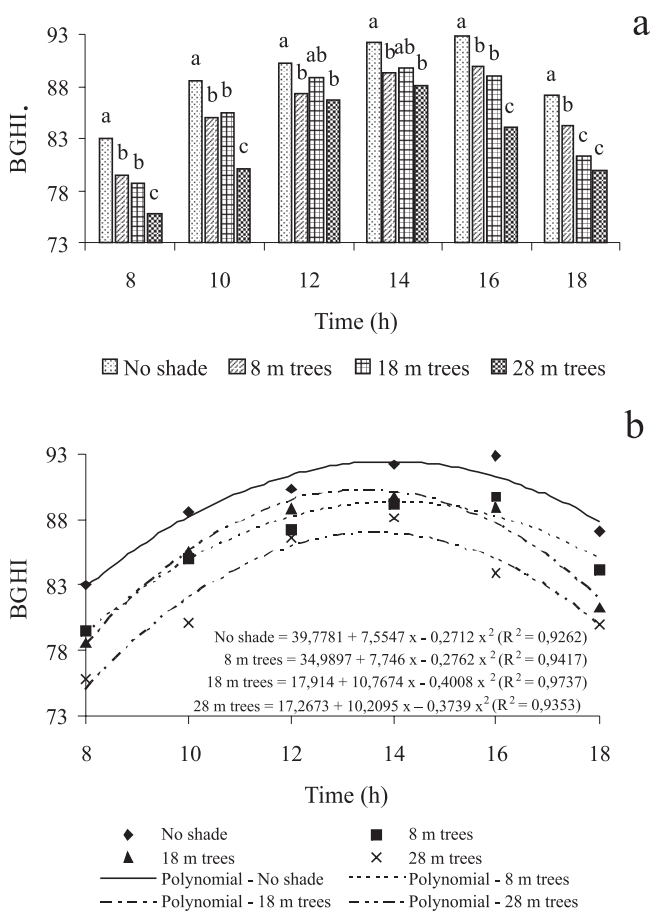 a
93
88
83
78
73
BGHI.
a b b c
a b b c
a b ab b
a b ab b
a b b c
a b c c
8 10 12 14 16 18
Time (h)
No shade 8 m trees 18 m trees 28 m trees
b
93
88
83
78
73
BGHI
No shade = 39,7781 + 7,5547 x - 0,2712 x² (R² = 0,9262)
8 m trees = 34,9897 + 7,746 x - 0,2762 x² (R² = 0,9417)
18 m trees = 17,914 + 10,7674 x - 0,4008 x² (R² = 0,9737)
28 m trees = 17,2673 + 10,2095 x – 0,3739 x² (R² = 0,9353)
8 10 12 14 16 18
Time (h)
No shade 8 m trees
18 m trees 28 m trees
Polynomial - No shade Polynomial - 8 m trees
Polynomial - 18 m trees Polynomial - 28 m trees